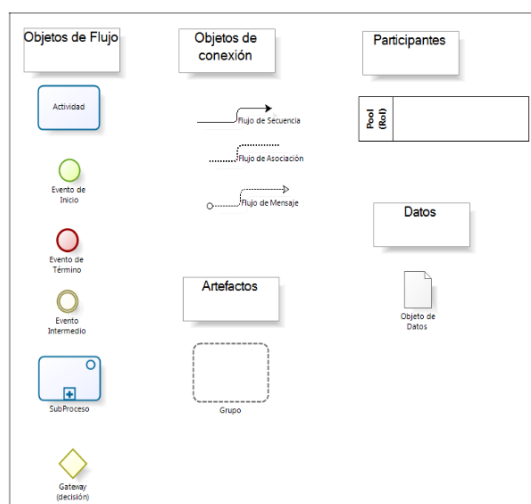 Objetos de Flujo
Actividad
Evento de
Inicio
Evento de
Término
Evento
Intermedio
SubProceso
Gateway
(decisión)
Objetos de
conexión
Flujo de Secuencia
Flujo de Asociación
Flujo de Mensaje
Artefactos
Grupo
Participantes
Pool
(Rol)
Datos
Objeto de
Datos